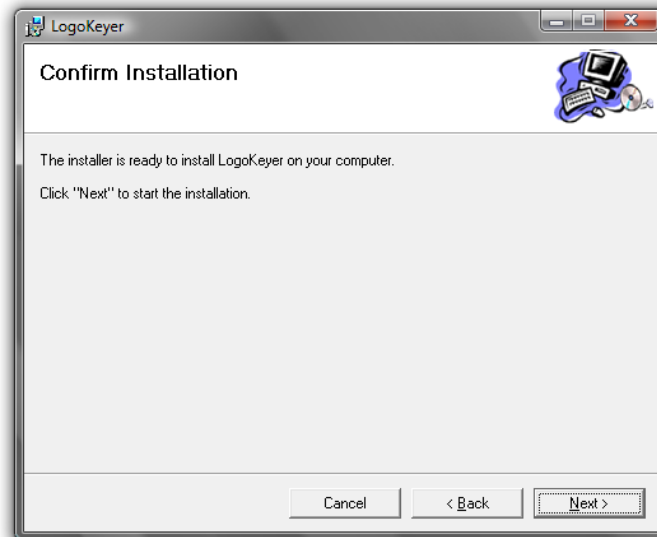 LogoKeyer
Confirm Installation
The installer is ready to install LogoKeyer on your computer.
Click "Next" to start the installation.
Cancel
< Back
Next >